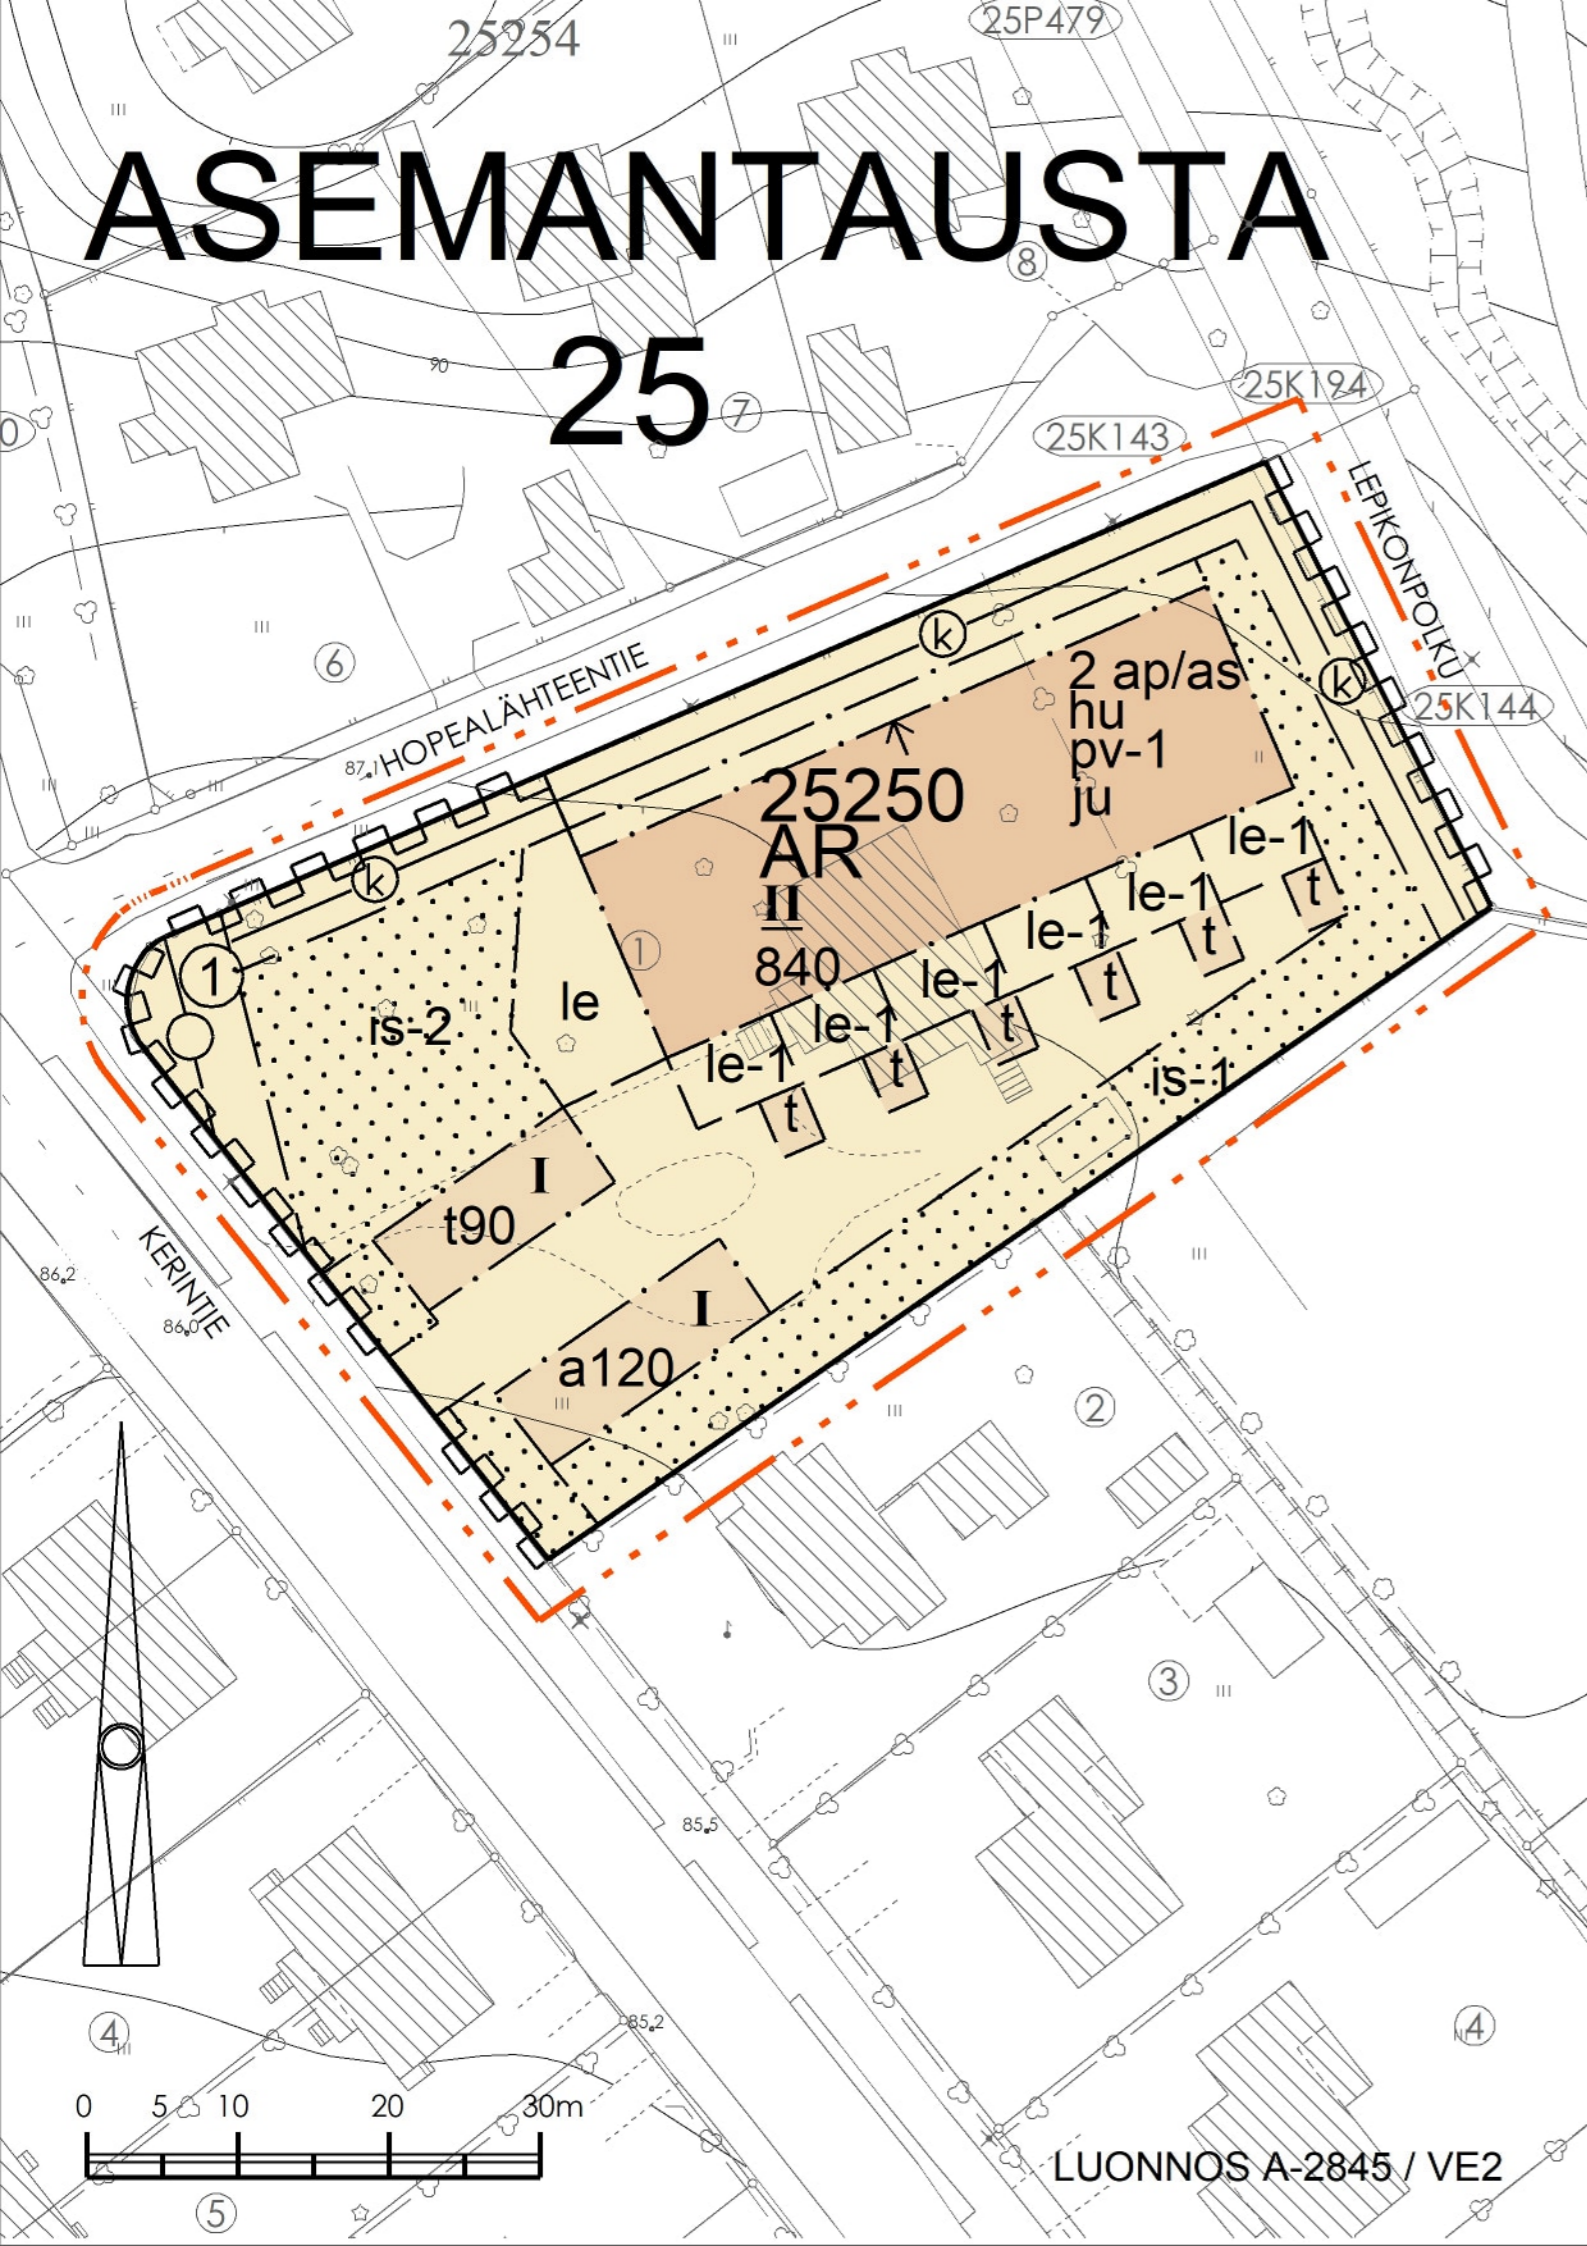 25254
25P479
ASEMANTAUSTA
8
25
7
25K194
25K143
0
LEPIKONPOLKU
90
6
HOPEALÄHTEENTIE
87,1
k
k
2 ap/as
hu
pv-1
ju
25K144
25250
AR
II
840
1
k
1
is-2
le
le-1
le-1
le-1
le-1
le-1
le-1
t
t
t
t
t
t
is-1
I
t90
I
a120
KERINTIE
86,2
86,0
2
3
85,5
85,2
4
4
0 5 10 20 30m
5
LUONNOS A-2845 / VE2